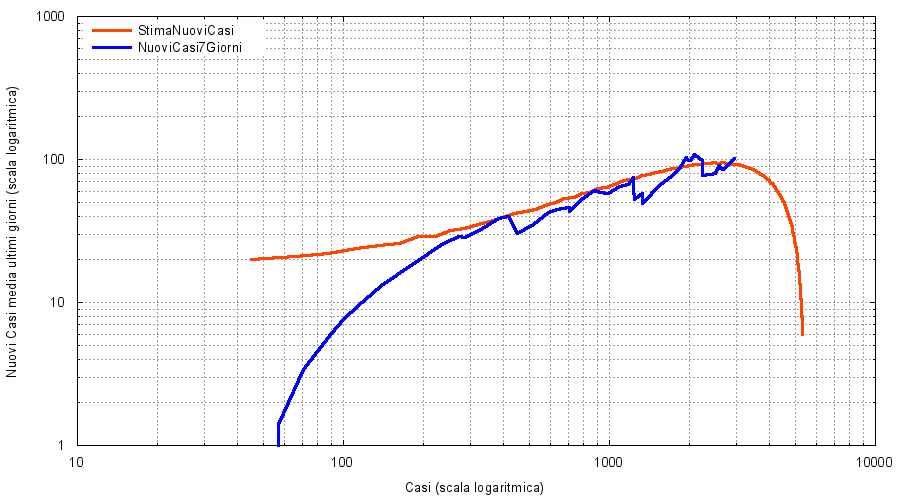 1000
StimaNuoviCasi
NuoviCasi7Giorni
100
10
1
10 100 1000 10000
Nuovi Casi media ultimi giorni (scala logaritmica)
Casi (scala logaritmica)